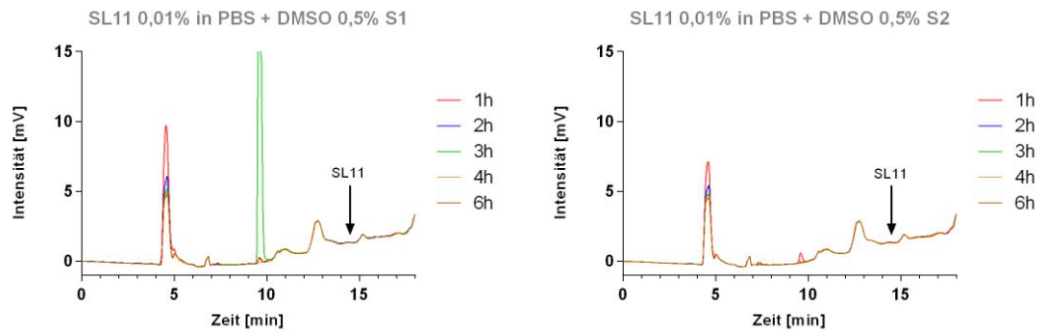 SL11 0,01% in PBS + DMSO 0,5% S1
Intensität [mV]
15
10
5
0
0
5
10
15
Zeit [min]
SL11
1h
2h
3h
4h
6h
SL11 0,01% in PBS + DMSO 0,5% S2
Intensität [mV]
15
10
5
0
0
5
10
15
Zeit [min]
SL11
1h
2h
3h
4h
6h